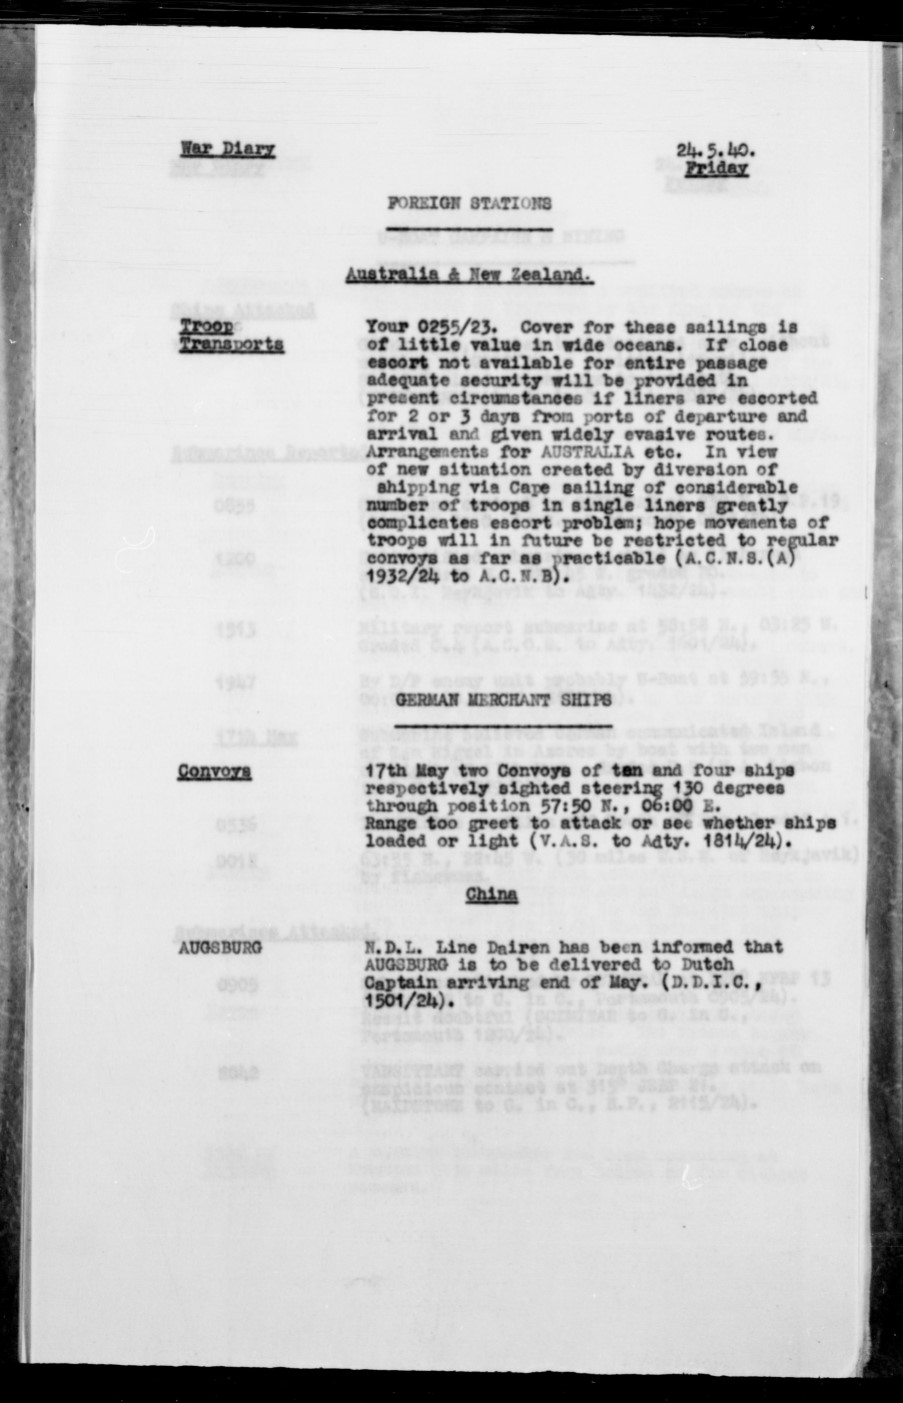 War Diary
24.5.40.
Friday
FOREIGN STATIONS
Australia & New Zealand.
Troop
Transports
Your 0255/23. Cover for these sailings is
of little value in wide oceans. If close
escort not available for entire passage
adequate security will be provided in
present circumstances if liners are escorted
for 2 or 3 days from ports of departure and
arrival and given widely evasive routes.
Arrangements for AUSTRALIA etc. In view
of new situation created by diversion of
shipping via Cape sailing of considerable
number of troops in single liners greatly
complicates escort problem; hope movements of
troops will in future be restricted to regular
convoys as far as practicable (A.C.N.S.(A)
1932/24 to A.C.N.B).
GERMAN MERCHANT SHIPS
Convoys
17th May two Convoys of ten and four ships
respectively sighted steering 130 degrees
through position 57:50 N., 06:00 E.
Range too greet to attack or see whether ships
loaded or light (V.A.S. to Adty. 1814/24).
China
AUGSBURG
N.D.L. Line Dairen has been informed that
AUGSBURG is to be delivered to Dutch
Captain arriving end of May. (D.D.I.C.,
1501/24).